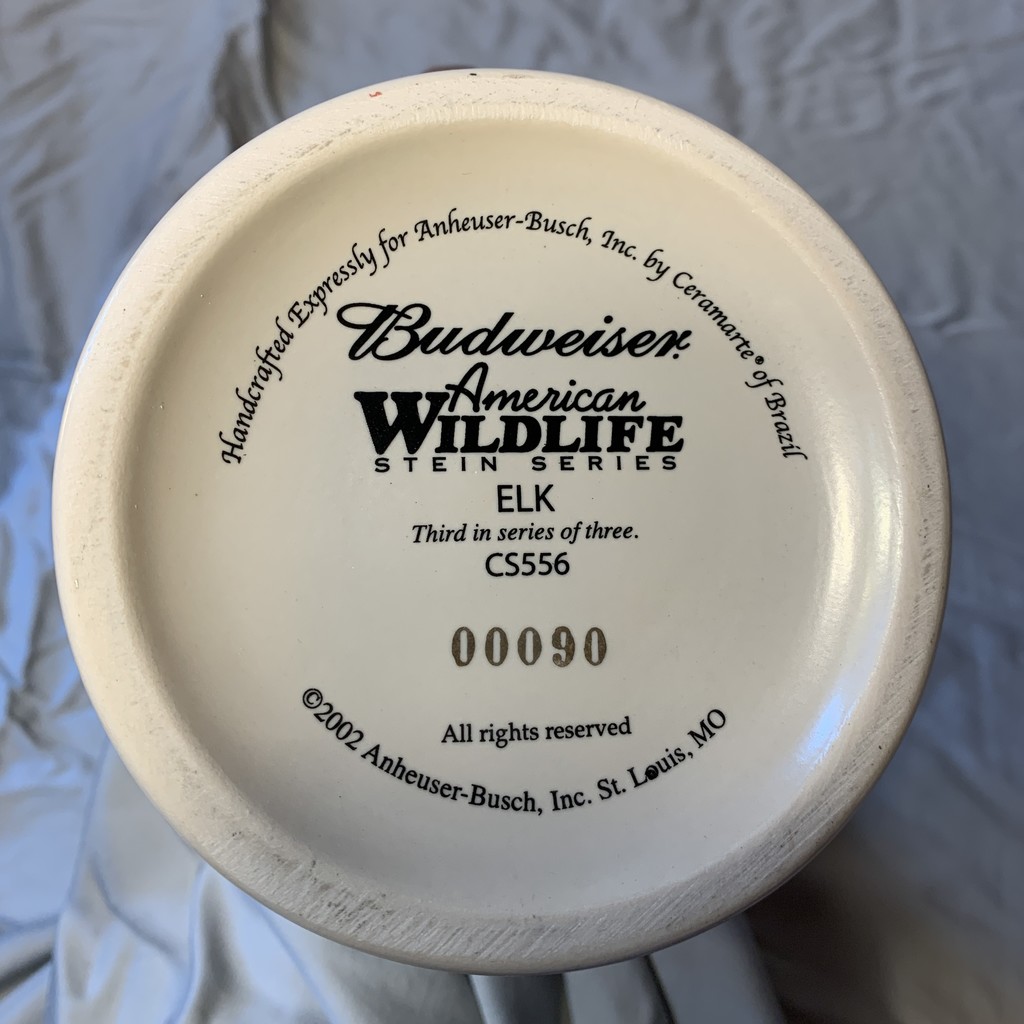 Handcrafted Expressly for Anheuser-Busch, Inc. by Ceramarte® of Brazil
Budweiser.
American
WILDLIFE
STEIN SERIES
ELK
Third in series of three.
CS556
00090
All rights reserved
©2002 Anheuser-Busch, Inc. St. Louis, MO